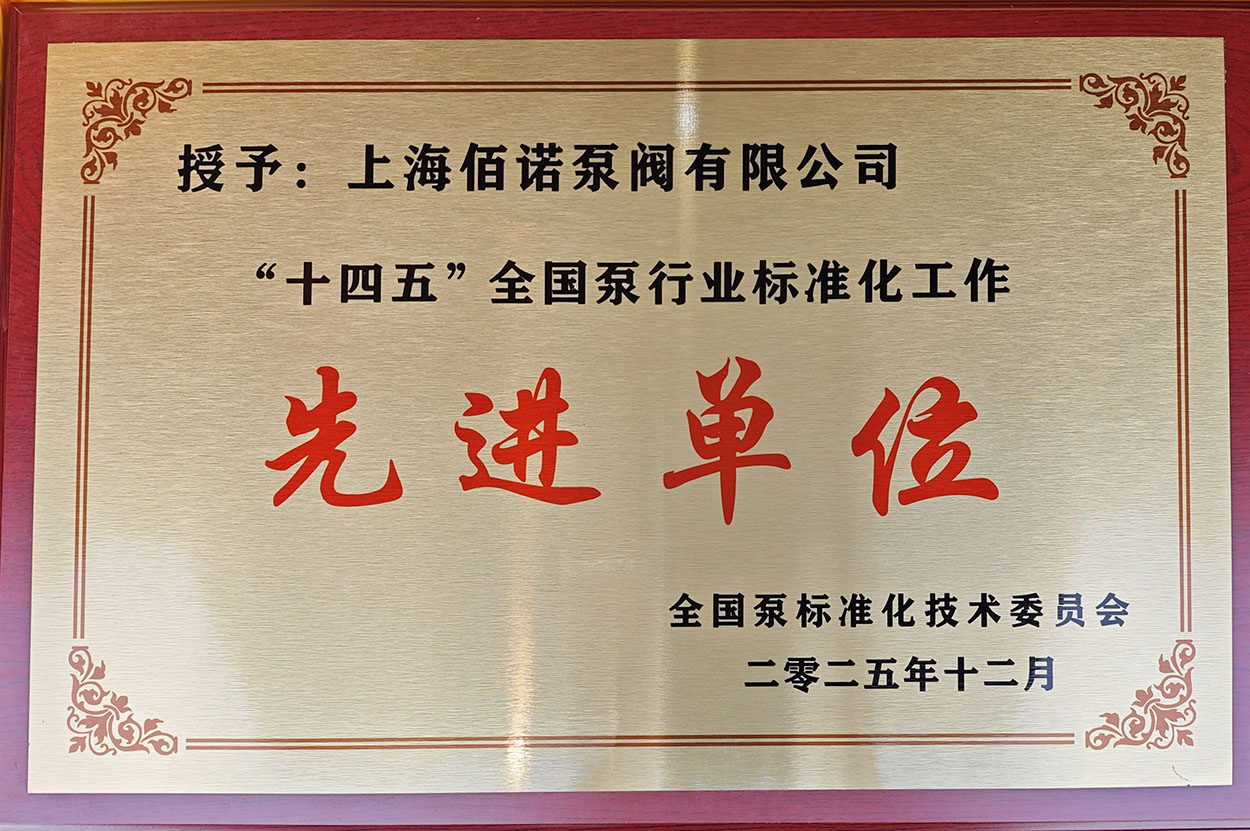 授予：上海佰诺泵阀有限公司
“十四五”全国泵行业标准化工作
先进单位
全国泵标准化技术委员会
二零二五年十二月